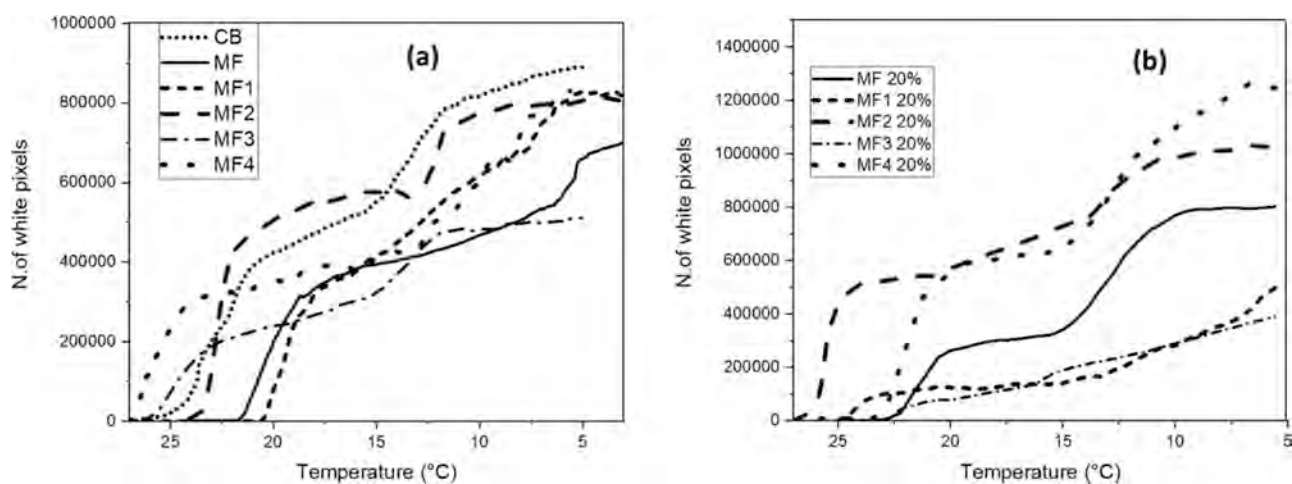 (a)
CB
MF
MF1
MF2
MF3
MF4
1000000
800000
600000
400000
200000
0
N.of white pixels
25
20
15
10
5
Temperature (°C)
(b)
MF 20%
MF1 20%
MF2 20%
MF3 20%
MF4 20%
1400000
1200000
1000000
800000
600000
400000
200000
0
N.of white pixels
25
20
15
10
5
Temperature (°C)